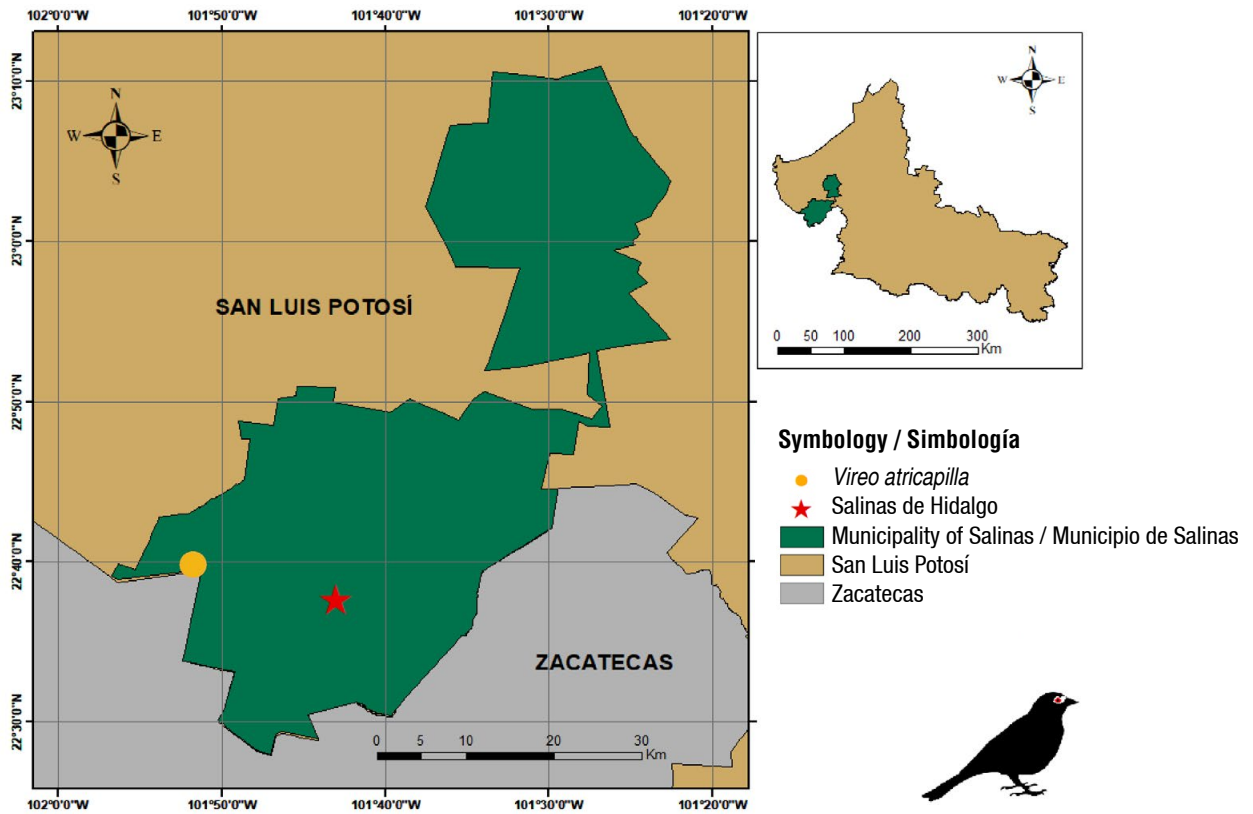 102°0'0"W 101°50'0"W 101°40'0"W 101°30'0"W 101°20'0"W
23°10'0"N
23°0'0"N
22°50'0"N
22°40'0"N
22°30'0"N
N
W E
S
SAN LUIS POTOSÍ
ZACATECAS
0 5 10 20 30
Km
102°0'0"W 101°50'0"W 101°40'0"W 101°30'0"W 101°20'0"W
N
W E
S
0 50 100 200 300
Km
Symbology / Simbología
Vireo atricapilla
Salinas de Hidalgo
Municipality of Salinas / Municipio de Salinas
San Luis Potosí
Zacatecas